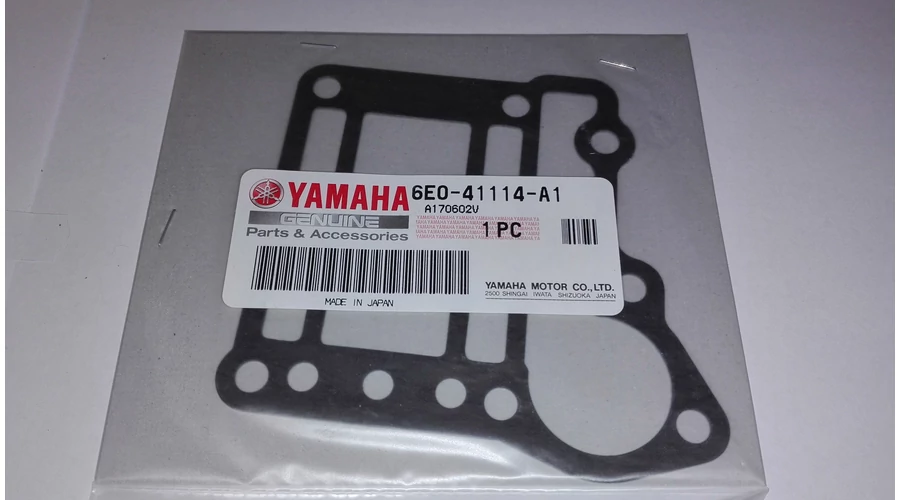 YAMAHA 6E0-41114-A1
A170602V
GENUINE
Parts & Accessories
1 PC
YAMAHA MOTOR CO.,LTD.
2500 SHINGAI IWATA SHIZUOKA JAPAN
MADE IN JAPAN